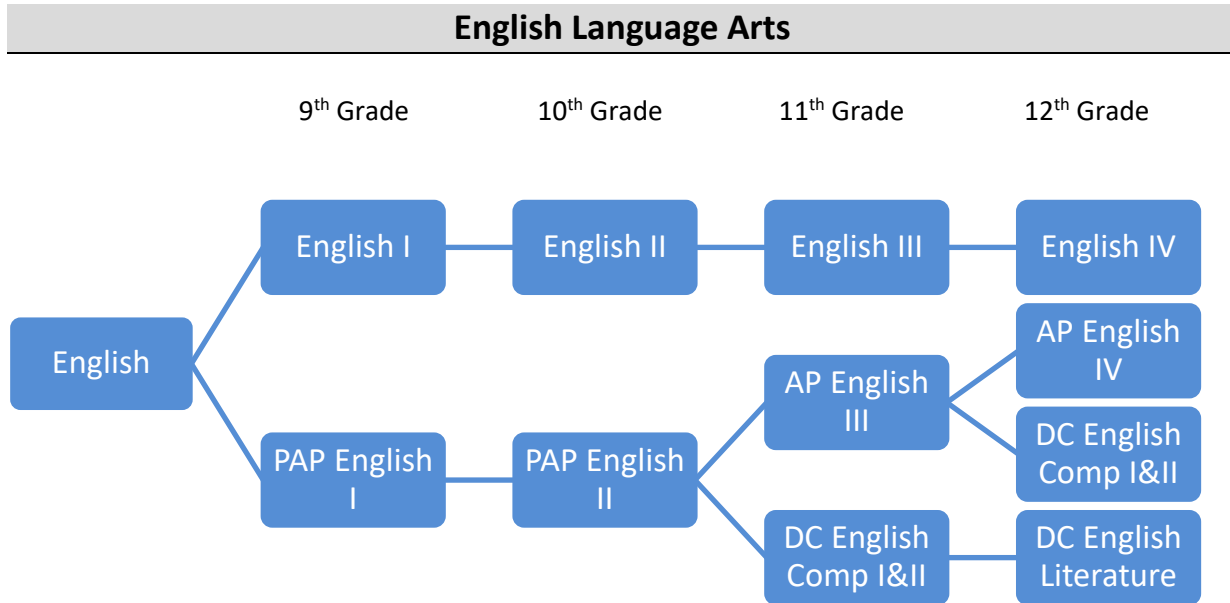 English Language Arts
9th Grade
10th Grade
11th Grade
12th Grade
English I
English II
English III
English IV
English
AP English
IV
AP English
III
DC English
Comp I&II
PAP English
I
PAP English
II
DC English
Comp I&II
DC English
Literature